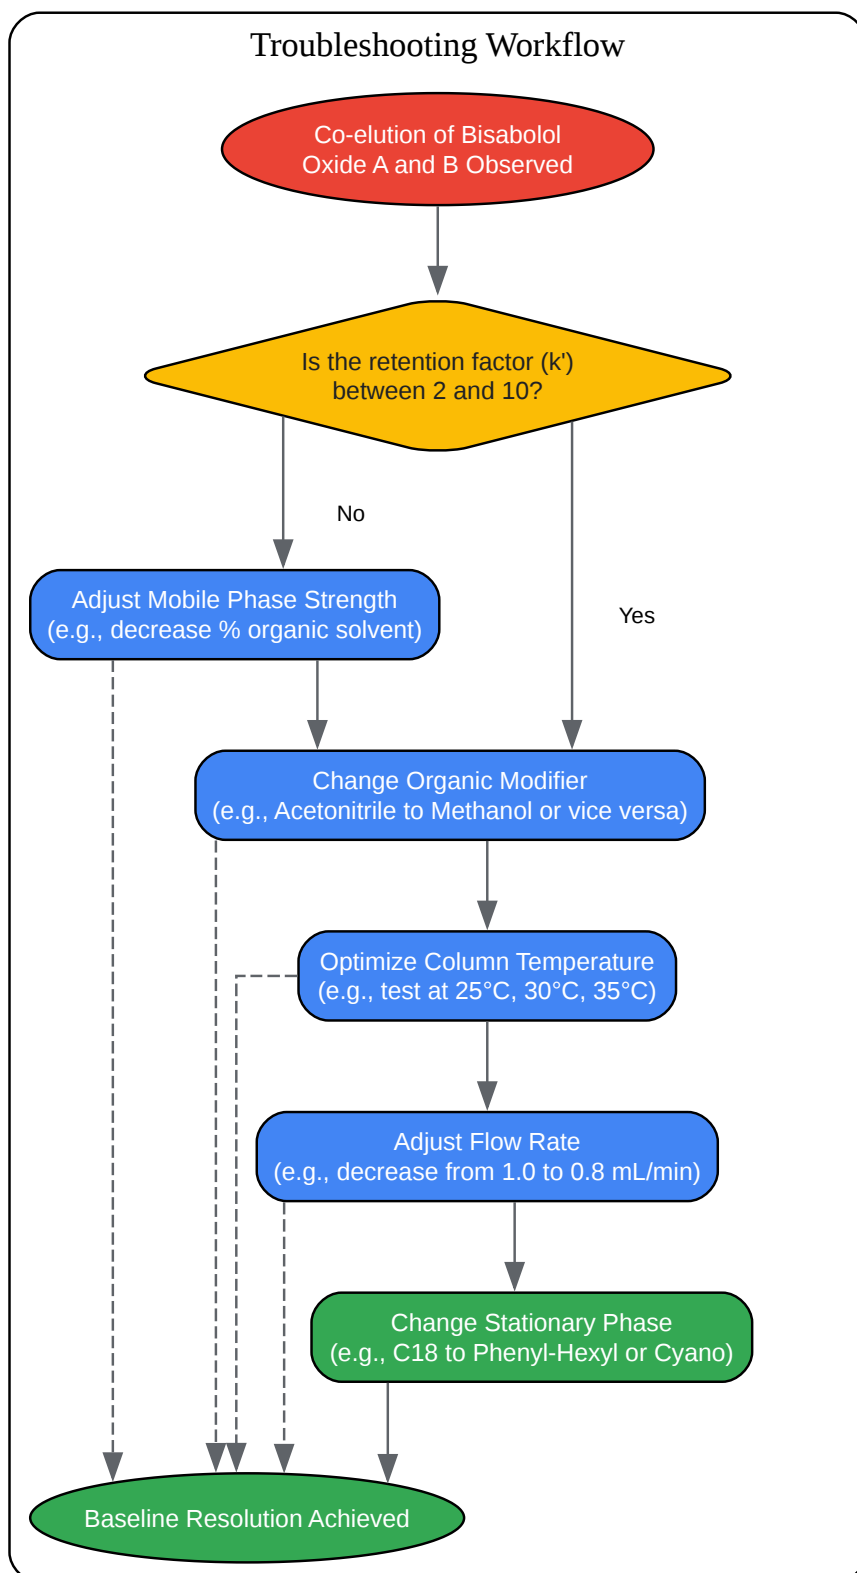 Troubleshooting Workflow
Co-elution of Bisabolol
Oxide A and B Observed
Is the retention factor (k')
between 2 and 10?
No
Adjust Mobile Phase Strength
(e.g., decrease % organic solvent)
Yes
Change Organic Modifier
(e.g., Acetonitrile to Methanol or vice versa)
Optimize Column Temperature
(e.g., test at 25°C, 30°C, 35°C)
Adjust Flow Rate
(e.g., decrease from 1.0 to 0.8 mL/min)
Change Stationary Phase
(e.g., C18 to Phenyl-Hexyl or Cyano)
Baseline Resolution Achieved